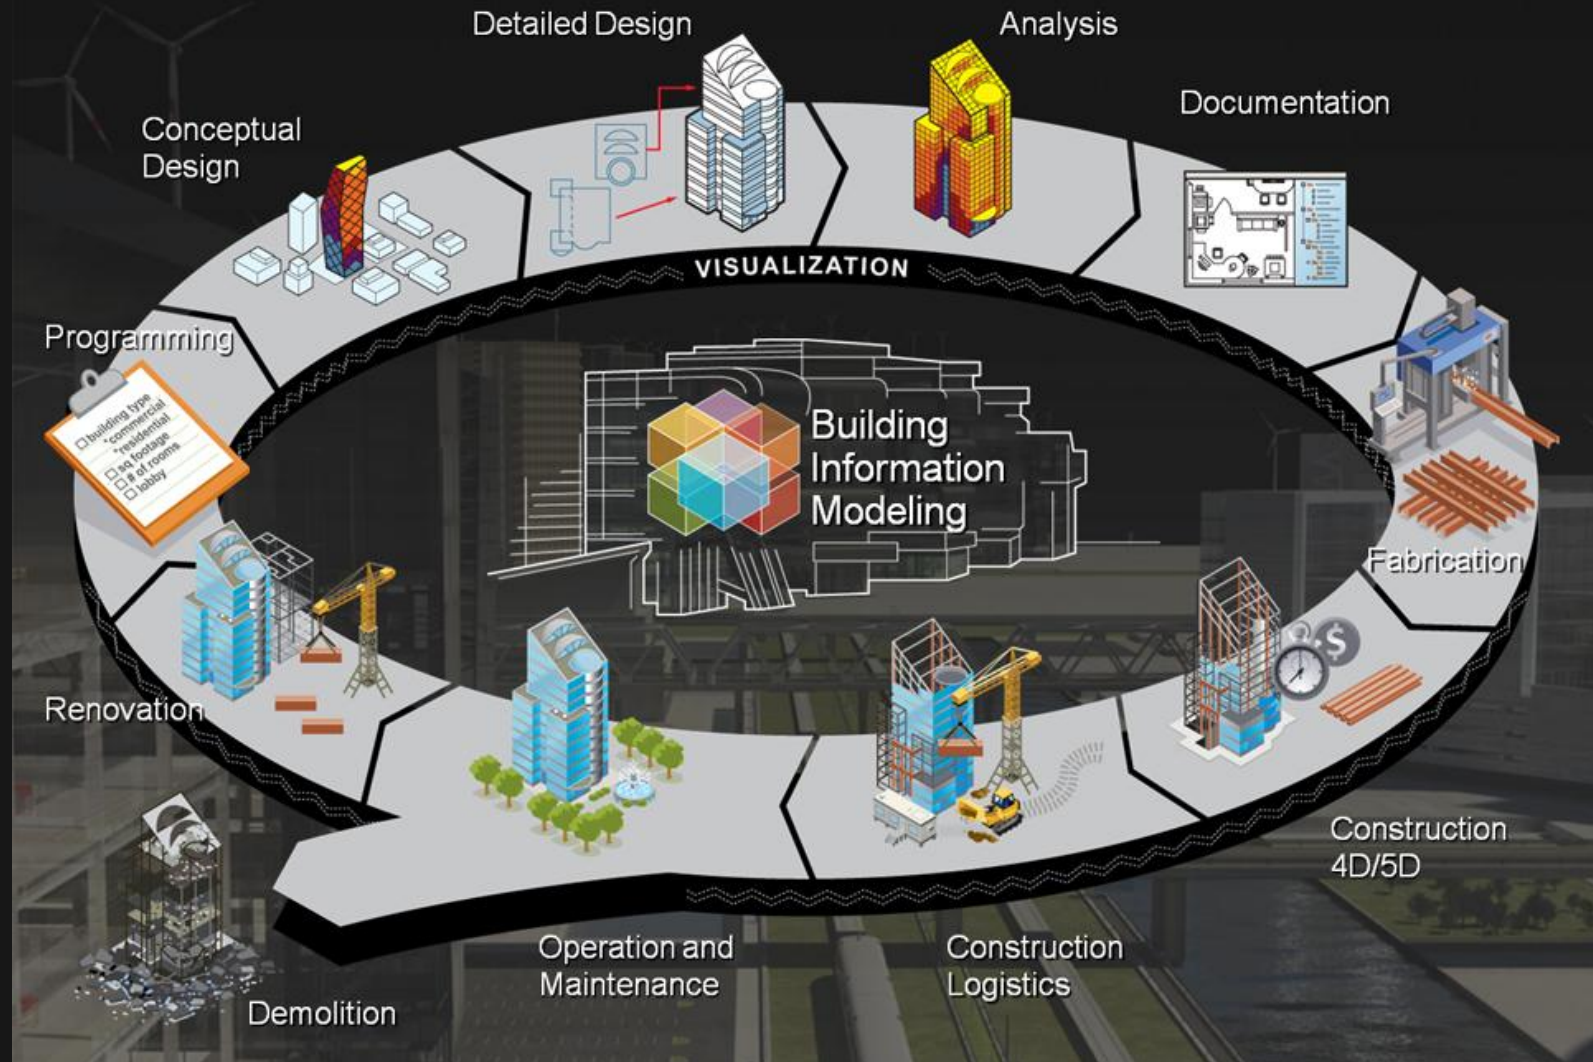 Detailed Design
Analysis
Documentation
Conceptual
Design
VISUALIZATION
Programming
building type
*commercial
*residential
sq footage
# of rooms
lobby
Building
Information
Modeling
Fabrication
$
Renovation
Construction
4D/5D
Operation and
Maintenance
Construction
Logistics
Demolition